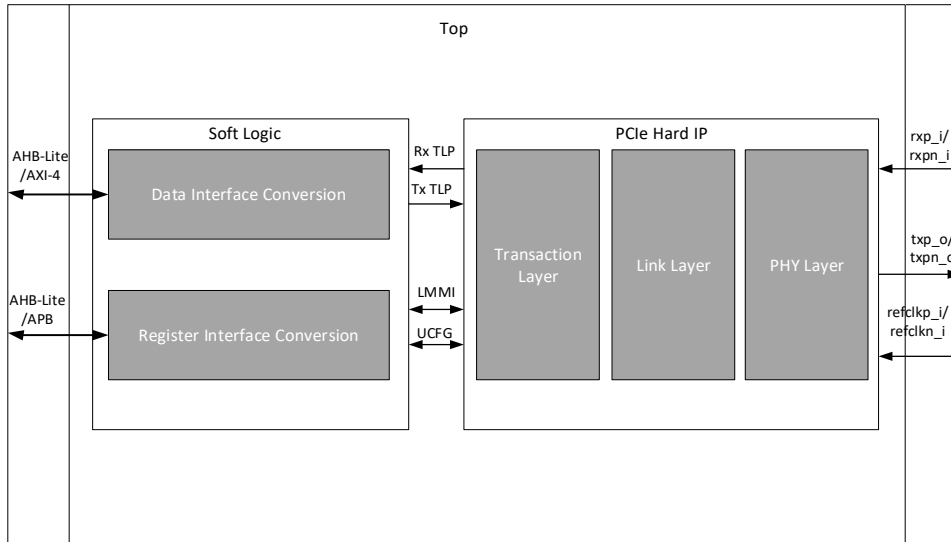 Top
Soft Logic
PCIe Hard IP
AHB-Lite
/AXI-4
Data Interface Conversion
Rx TLP
Tx TLP
AHB-Lite
/APB
Register Interface Conversion
LMMI
UCFG
Transaction
Layer
Link Layer
PHY Layer
rxp_i/
rxpn_i
txp_o/
txpn_o
refclkp_i/
refclkn_i